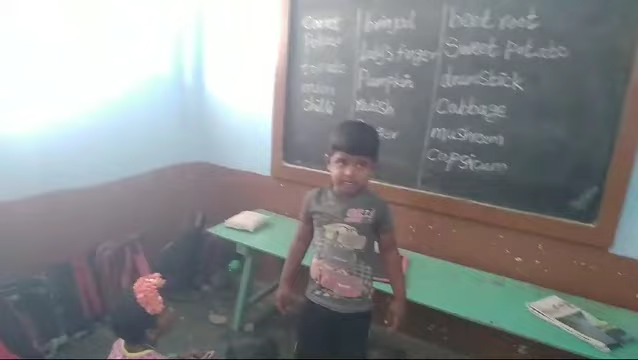 Carrot
Potato
tomato
onion
chilli
brinjal
lady's finger
Pumpkin
Radish
beet root
Sweet Potato
drumstick
Cabbage
mushroom
capsicum